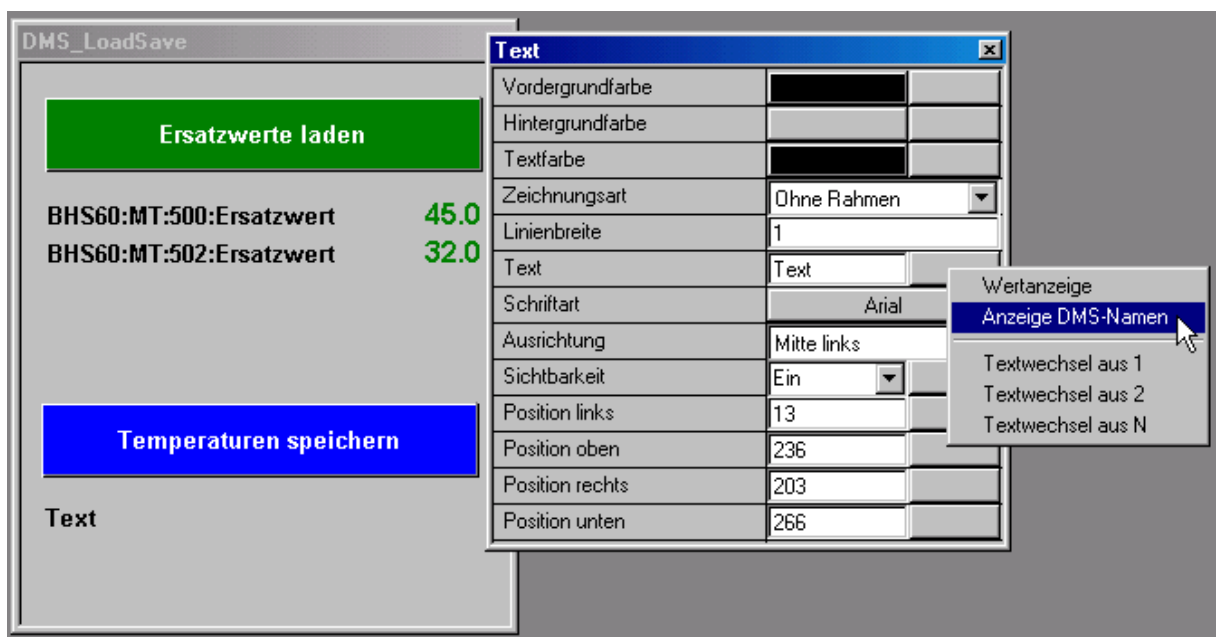 DMS_LoadSave
Ersatzwerte laden
BHS60:MT:500:Ersatzwert 45.0
BHS60:MT:502:Ersatzwert 32.0
Temperaturen speichern
Text
Text
Vordergrundfarbe
Hintergrundfarbe
Textfarbe
Zeichnungsart Ohne Rahmen
Linienbreite 1
Text Text
Schriftart Arial
Ausrichtung Mitte links
Sichtbarkeit Ein
Position links 13
Position oben 236
Position rechts 203
Position unten 266
Wertanzeige
Anzeige DMS-Namen
Textwechsel aus 1
Textwechsel aus 2
Textwechsel aus N